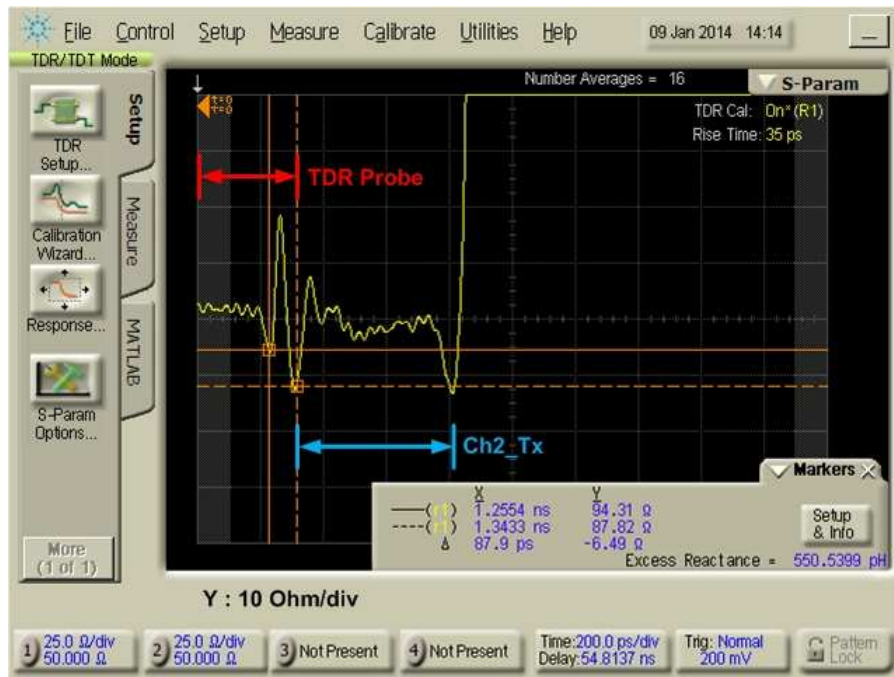 File Control Setup Measure Calibrate Utilities Help 09 Jan 2014 14:14
TDR/TDT Mode
Number Averages = 16
S-Param
TDR Cal: On* (R1)
Rise Time: 35 ps
t=0
t=0
Setup
Measure
MATLAB
TDR
Setup...
Calibration
Wizard...
Response...
S-Param
Options...
More
(1 of 1)
TDR Probe
Ch2_Tx
Markers
X Y
(r1) 1.2554 ns 94.31 Ω
(r1) 1.3433 ns 87.82 Ω
Δ 87.9 ps -6.49 Ω
Excess Reactance = 550.5399 pH
Setup
& Info
Y : 10 Ohm/div
1 25.0 Ω/div
50.000 Ω
2 25.0 Ω/div
50.000 Ω
3 Not Present
4 Not Present
Time:200.0 ps/div
Delay:54.8137 ns
Trig: Normal
200 mV
Pattern
Lock